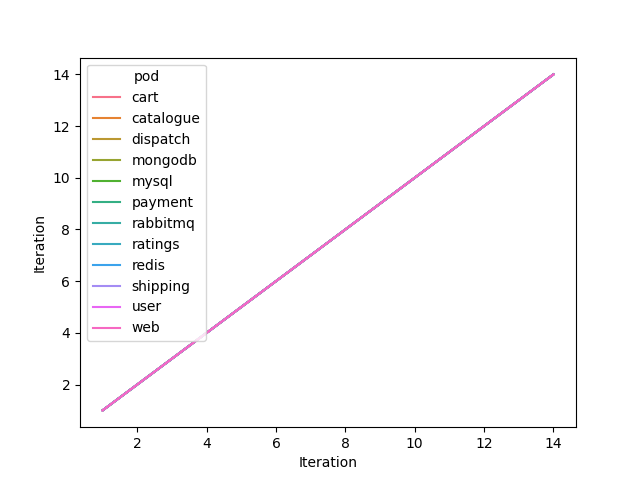 pod
cart
catalogue
dispatch
mongodb
mysql
payment
rabbitmq
ratings
redis
shipping
user
web
14
12
10
8
6
4
2
Iteration
2 4 6 8 10 12 14
Iteration